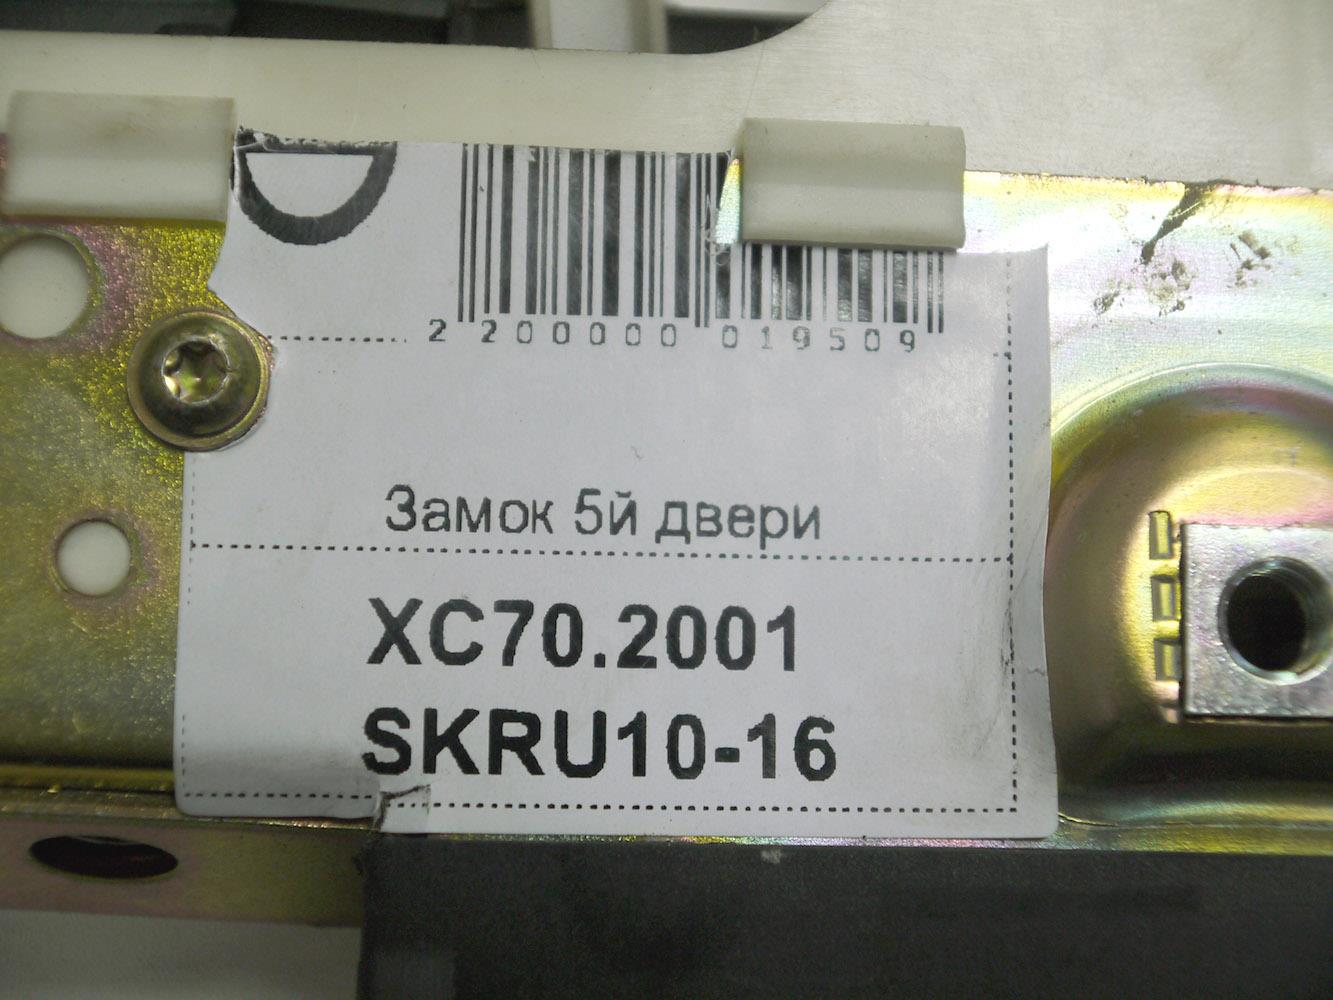 2 200000 019509
Замок 5й двери
XC70.2001
SKRU10-16